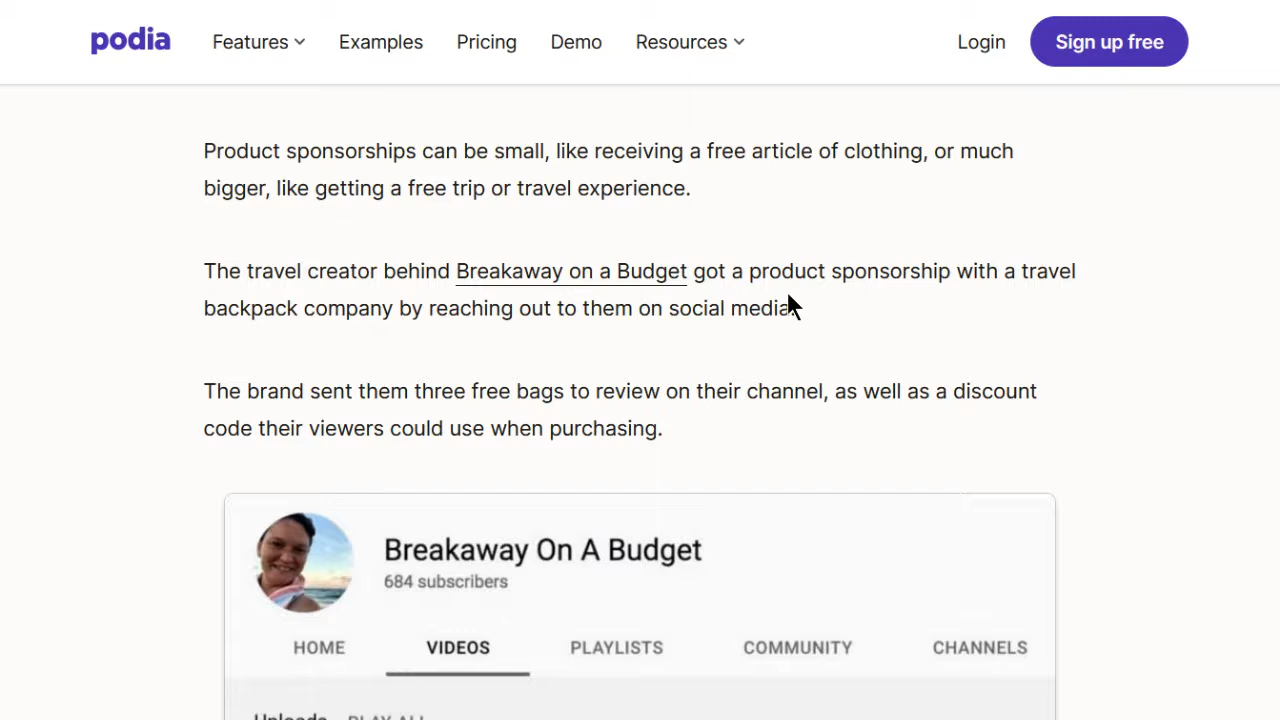 podia Features Examples Pricing Demo Resources Login Sign up free
Product sponsorships can be small, like receiving a free article of clothing, or much
bigger, like getting a free trip or travel experience.
The travel creator behind Breakaway on a Budget got a product sponsorship with a travel
backpack company by reaching out to them on social media
The brand sent them three free bags to review on their channel, as well as a discount
code their viewers could use when purchasing.
Breakaway On A Budget
684 subscribers
HOME VIDEOS PLAYLISTS COMMUNITY CHANNELS
Uploads PLAY ALL